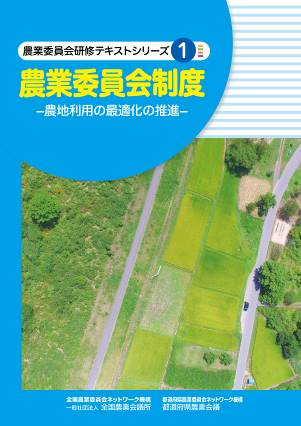 農業委員会研修テキストシリーズ 1
農業委員会制度
−農地利用の最適化の推進−
全国農業委員会ネットワーク機構
一般社団法人 全国農業会議所
都道府県農業委員会ネットワーク機構
都道府県農業会議